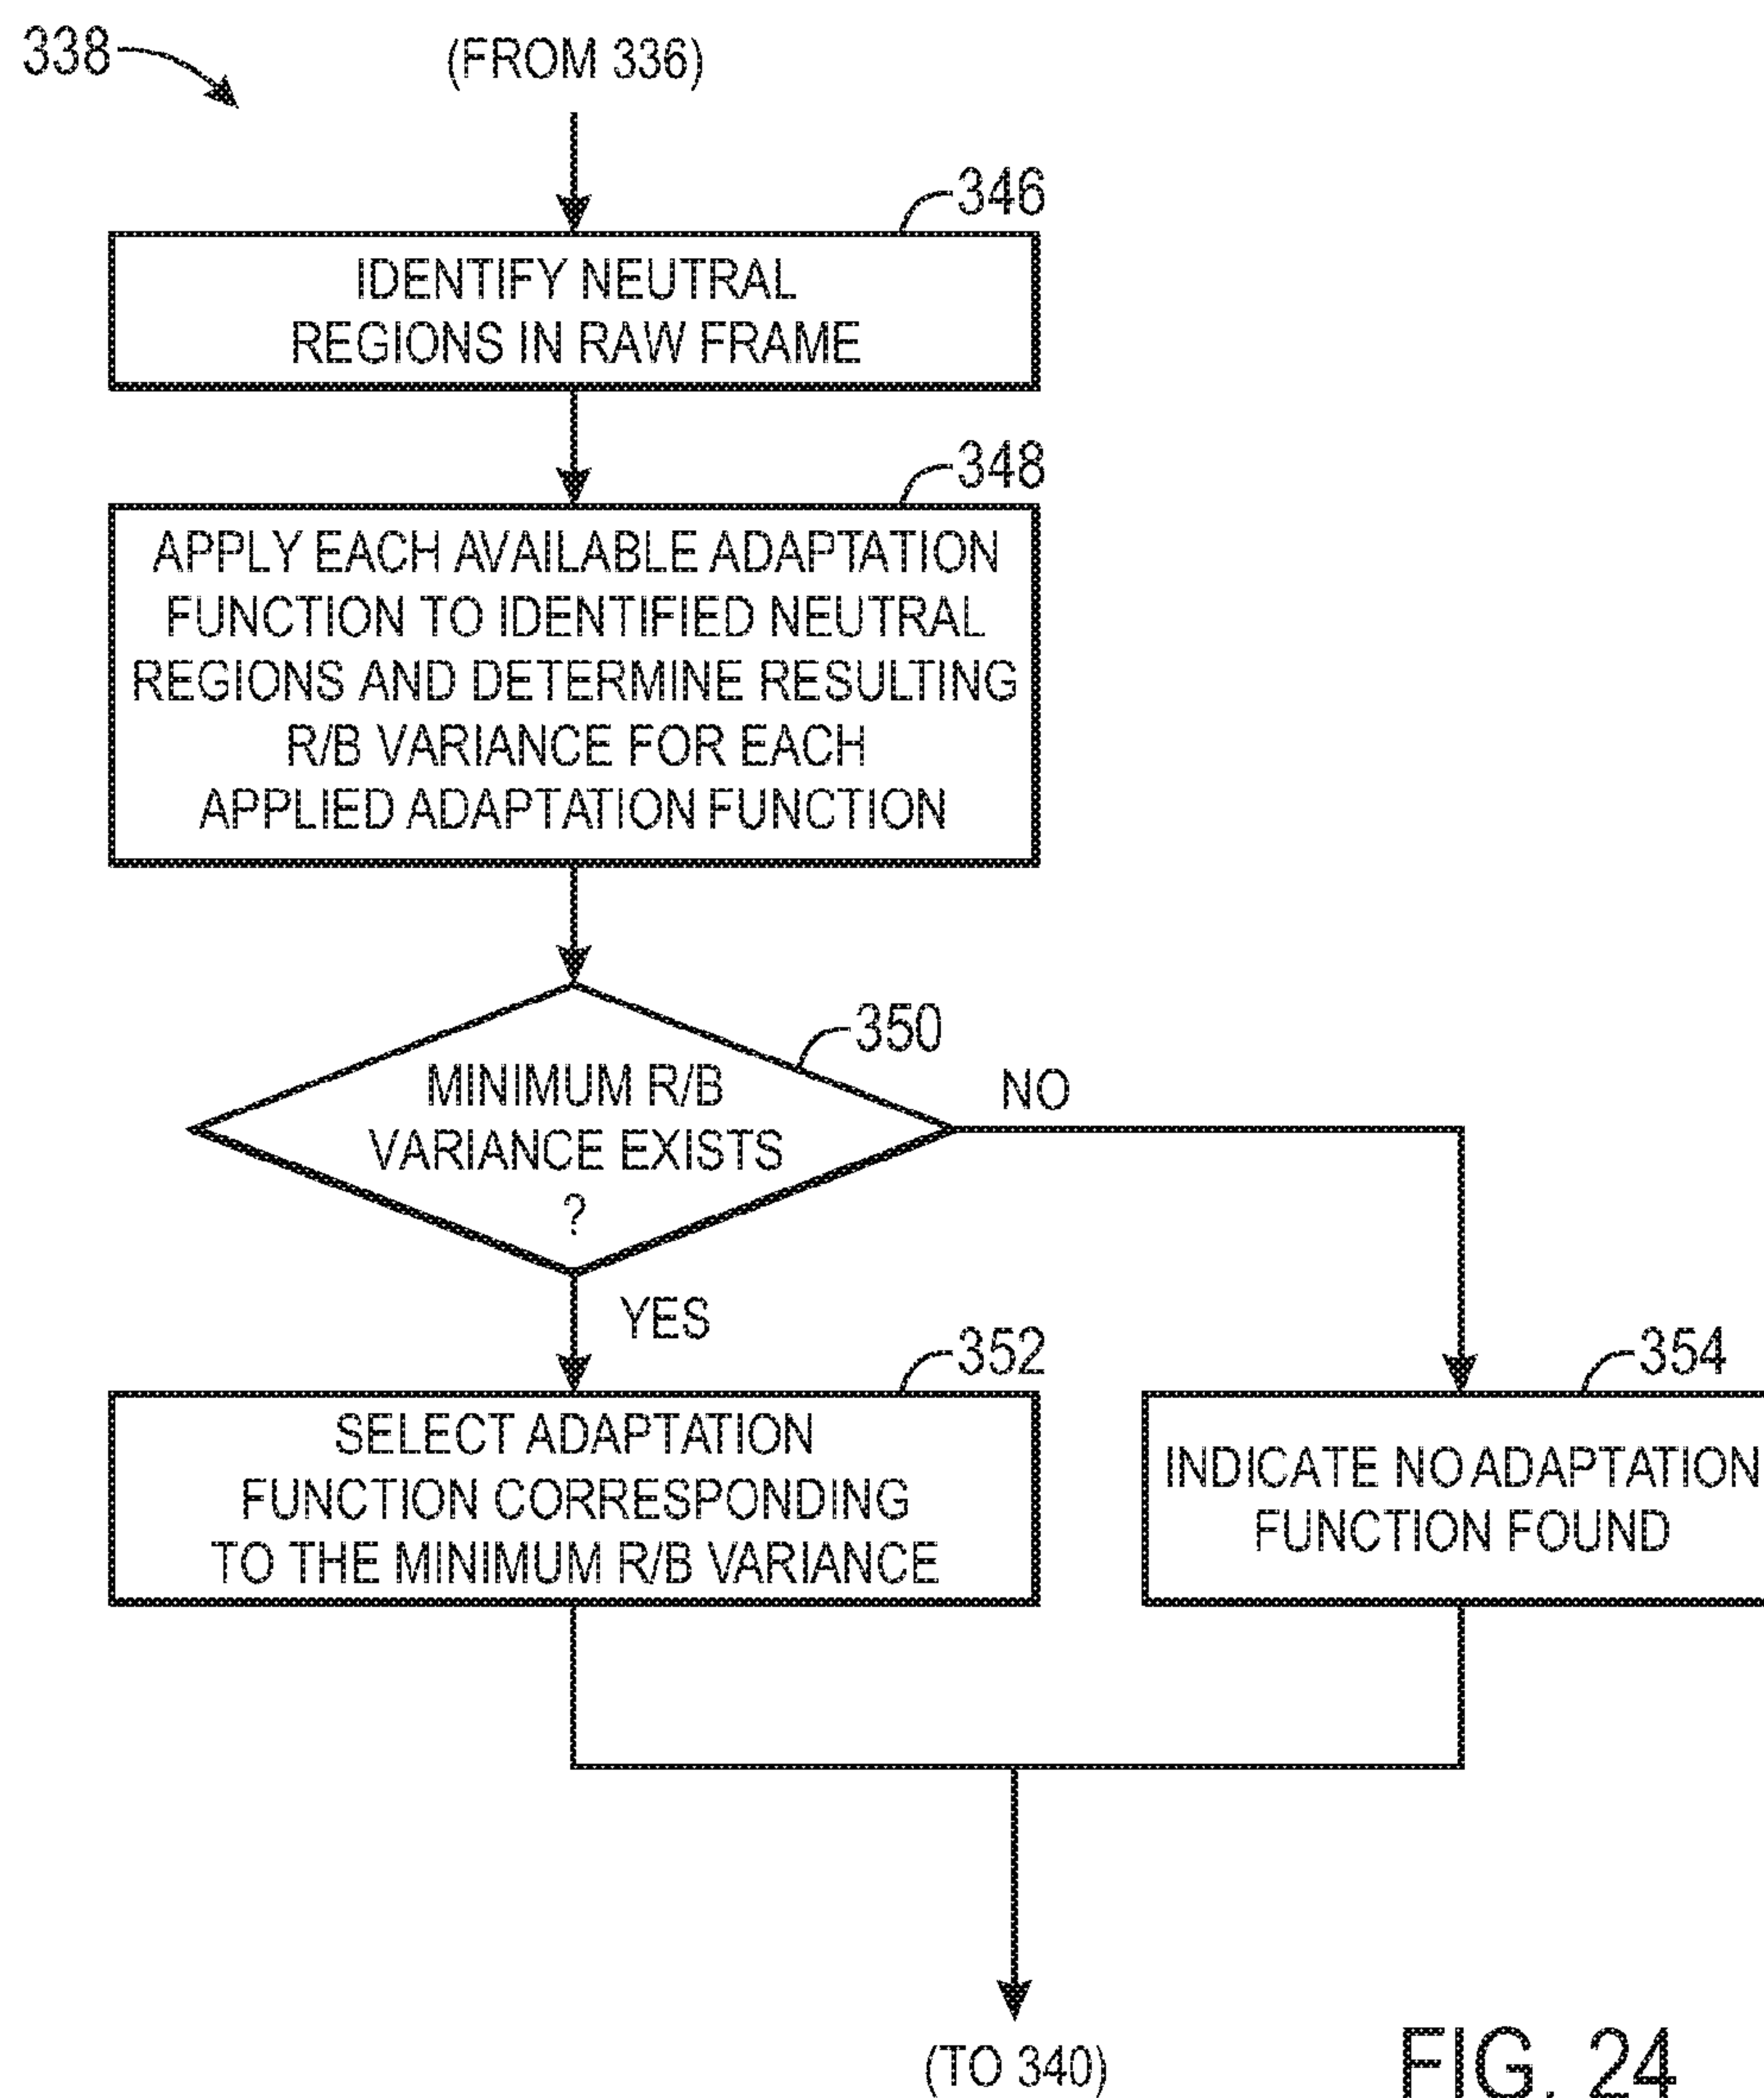 338
(FROM 336)
346
IDENTIFY NEUTRAL
REGIONS IN RAW FRAME
348
APPLY EACH AVAILABLE ADAPTATION
FUNCTION TO IDENTIFIED NEUTRAL
REGIONS AND DETERMINE RESULTING
R/B VARIANCE FOR EACH
APPLIED ADAPTATION FUNCTION
350
MINIMUM R/B
VARIANCE EXISTS
?
NO
YES
352
SELECT ADAPTATION
FUNCTION CORRESPONDING
TO THE MINIMUM R/B VARIANCE
354
INDICATE NO ADAPTATION
FUNCTION FOUND
(TO 340)
FIG. 24